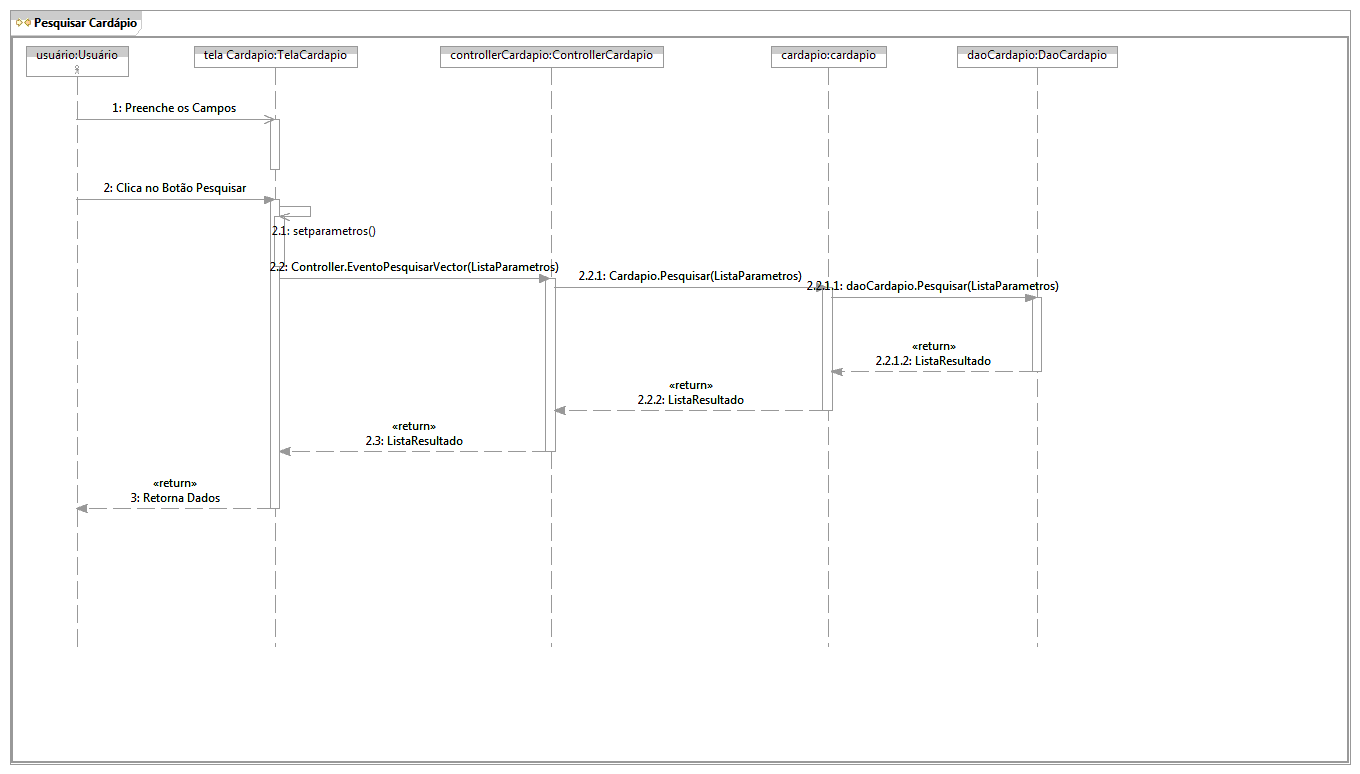 Pesquisar Cardápio
usuário:Usuário
tela Cardapio:TelaCardapio
controllerCardapio:ControllerCardapio
cardapio:cardapio
daoCardapio:DaoCardapio
1: Preenche os Campos
2: Clica no Botão Pesquisar
2.1: setparametros()
2.2: Controller.EventoPesquisarVector(ListaParametros)
2.2.1: Cardapio.Pesquisar(ListaParametros)
2.2.1.1: daoCardapio.Pesquisar(ListaParametros)
«return»
2.2.1.2: ListaResultado
«return»
2.2.2: ListaResultado
«return»
2.3: ListaResultado
«return»
3: Retorna Dados